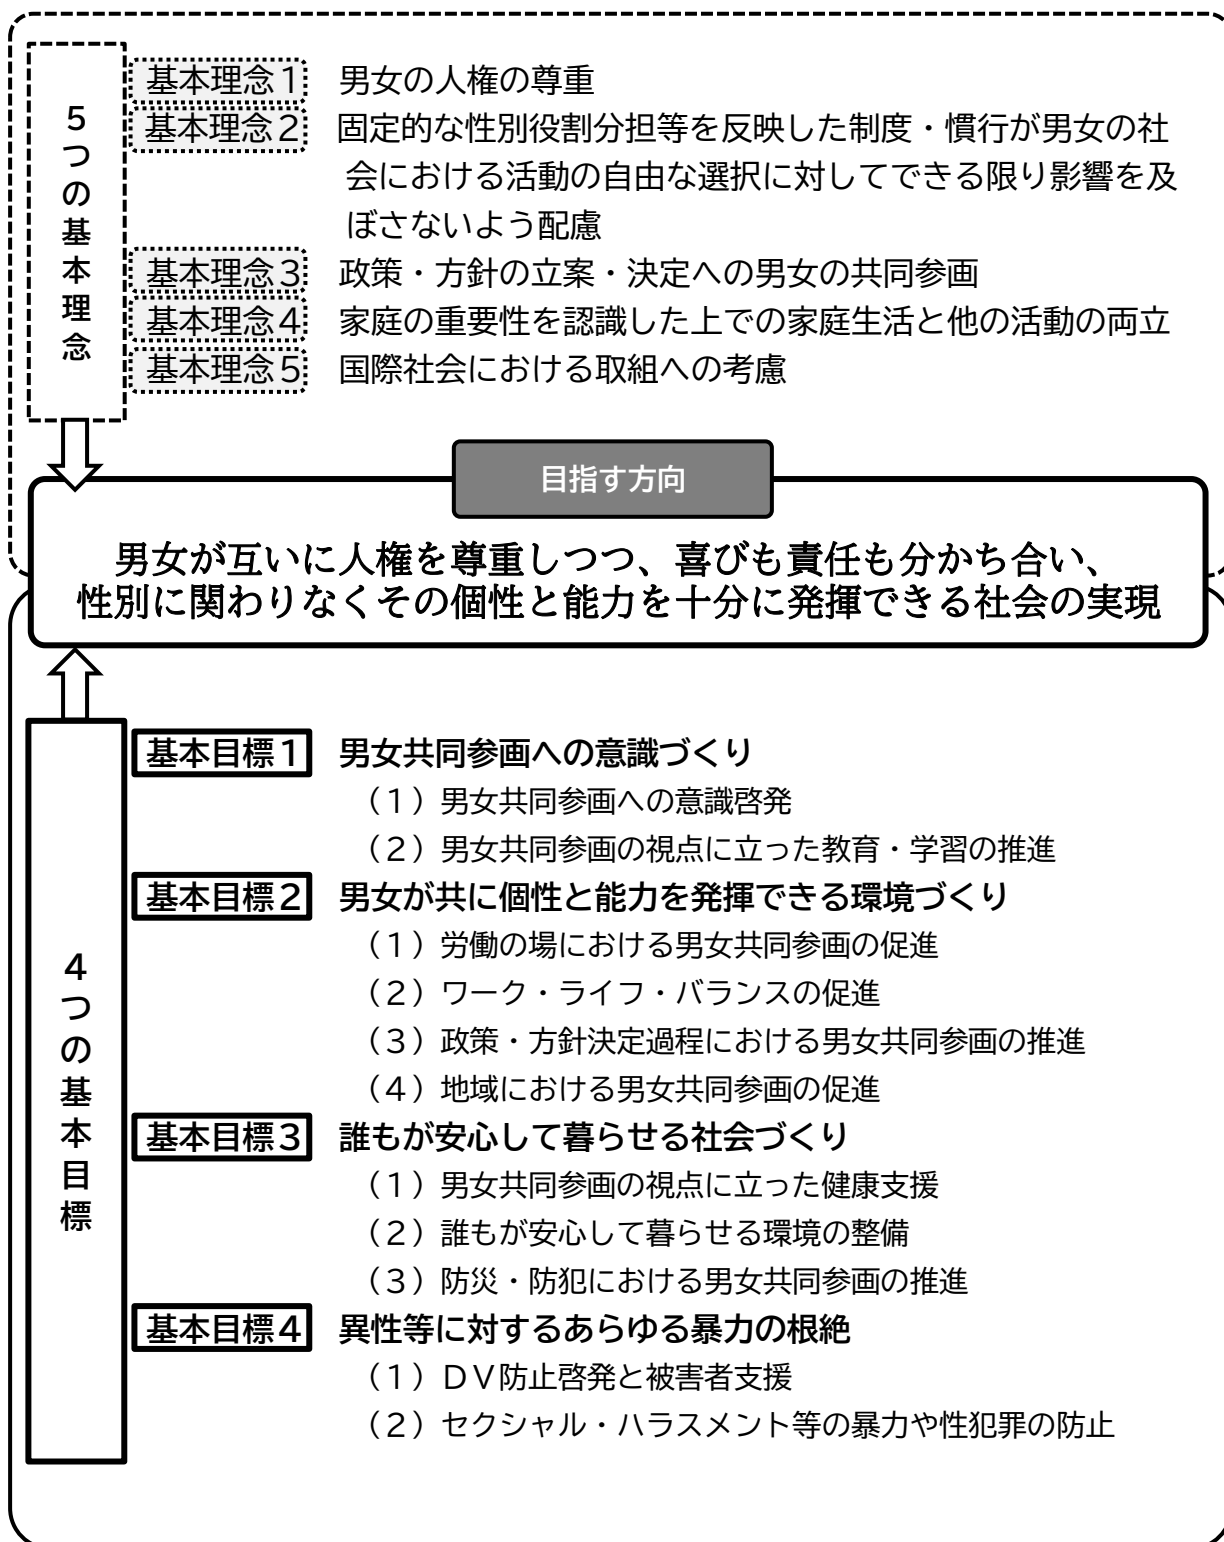 5つの基本理念
基本理念1 男女の人権の尊重
基本理念2 固定的な性別役割分担等を反映した制度・慣行が男女の社
会における活動の自由な選択に対してできる限り影響を及
ぼさないよう配慮
基本理念3 政策・方針の立案・決定への男女の共同参画
基本理念4 家庭の重要性を認識した上での家庭生活と他の活動の両立
基本理念5 国際社会における取組への考慮
目指す方向
男女が互いに人権を尊重しつつ、喜びも責任も分かち合い、
性別に関わりなくその個性と能力を十分に発揮できる社会の実現
4つの基本目標
基本目標1 男女共同参画への意識づくり
（1）男女共同参画への意識啓発
（2）男女共同参画の視点に立った教育・学習の推進
基本目標2 男女が共に個性と能力を発揮できる環境づくり
（1）労働の場における男女共同参画の促進
（2）ワーク・ライフ・バランスの促進
（3）政策・方針決定過程における男女共同参画の推進
（4）地域における男女共同参画の促進
基本目標3 誰もが安心して暮らせる社会づくり
（1）男女共同参画の視点に立った健康支援
（2）誰もが安心して暮らせる環境の整備
（3）防災・防犯における男女共同参画の推進
基本目標4 異性等に対するあらゆる暴力の根絶
（1）ＤＶ防止啓発と被害者支援
（2）セクシャル・ハラスメント等の暴力や性犯罪の防止